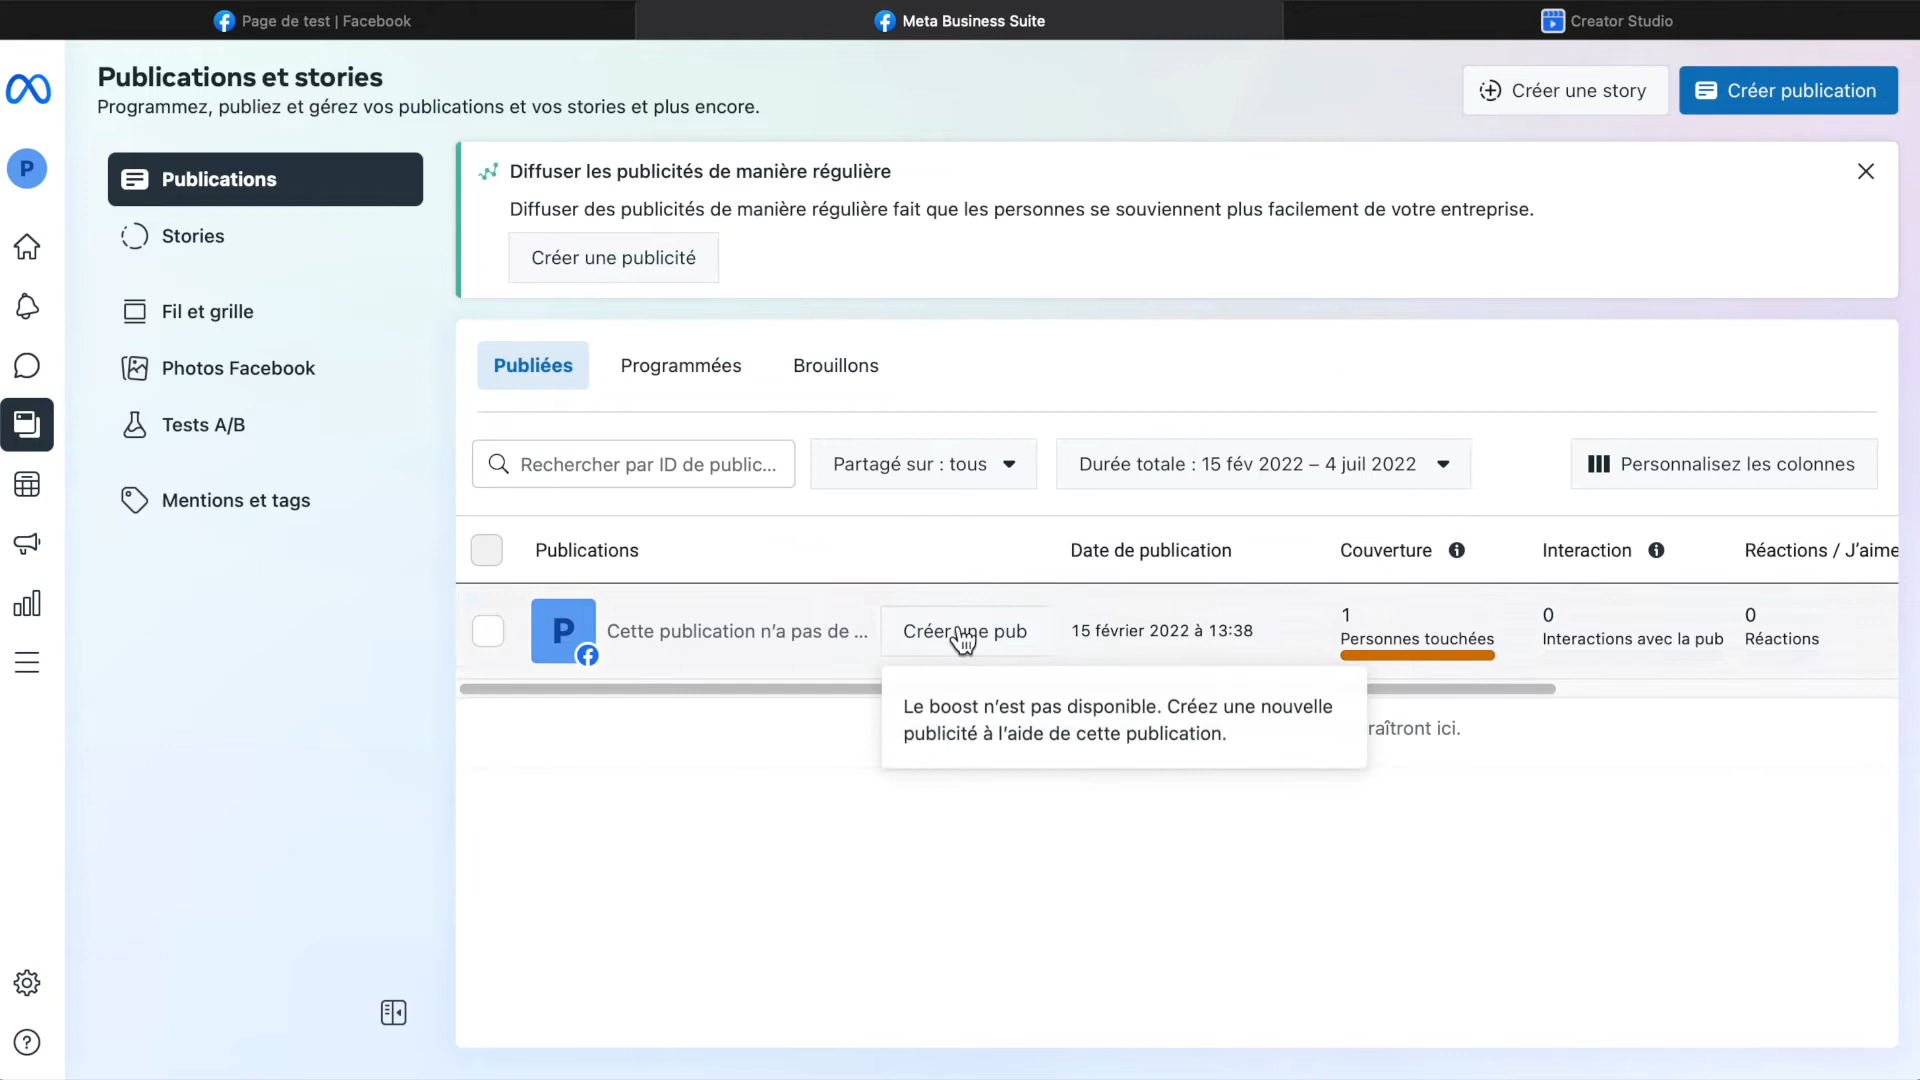 Page de test | Facebook
Meta Business Suite
Creator Studio
Publications et stories
Programmez, publiez et gérez vos publications et vos stories et plus encore.
Créer une story
Créer publication
P
Publications
Stories
Fil et grille
Photos Facebook
Tests A/B
Mentions et tags
Diffuser les publicités de manière régulière
Diffuser des publicités de manière régulière fait que les personnes se souviennent plus facilement de votre entreprise.
Créer une publicité
Publiées
Programmées
Brouillons
Rechercher par ID de public...
Partagé sur : tous
Durée totale : 15 fév 2022 – 4 juil 2022
Personnalisez les colonnes
Publications
Date de publication
Couverture
Interaction
Réactions / J'aime
P
Cette publication n'a pas de ...
Créer une pub
15 février 2022 à 13:38
1
Personnes touchées
0
Interactions avec la pub
0
Réactions
Le boost n'est pas disponible. Créez une nouvelle
publicité à l'aide de cette publication.
raîtront ici.